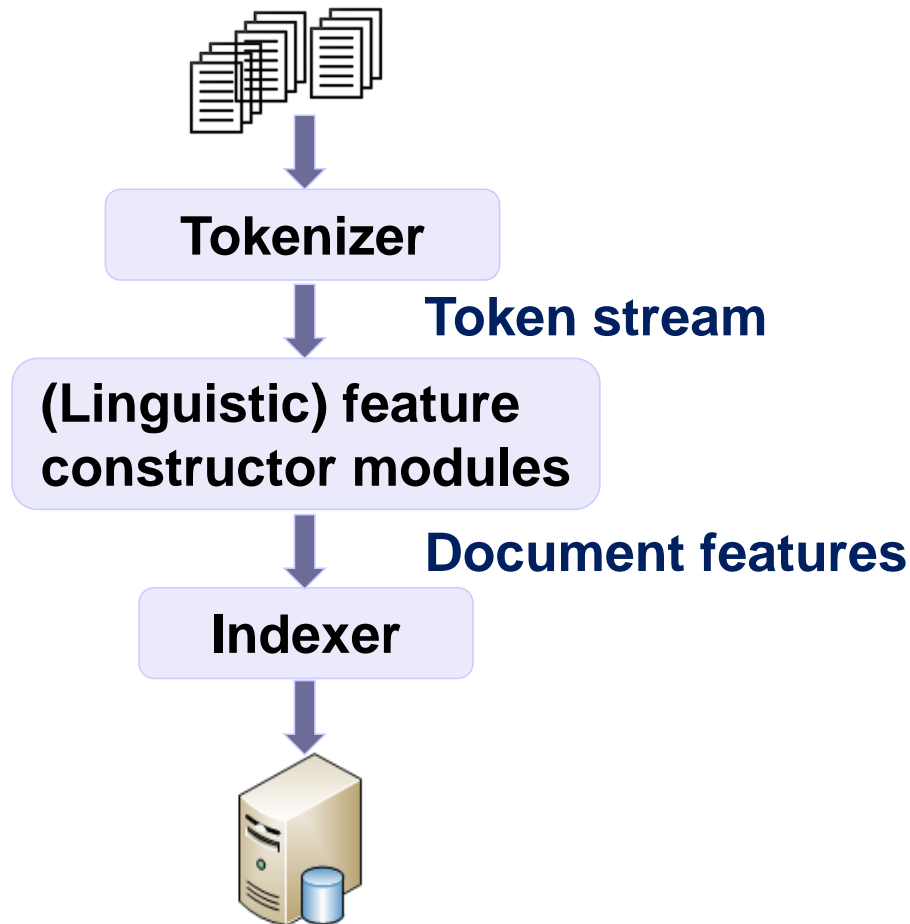 Tokenizer
Token stream
(Linguistic) feature
constructor modules
Document features
Indexer